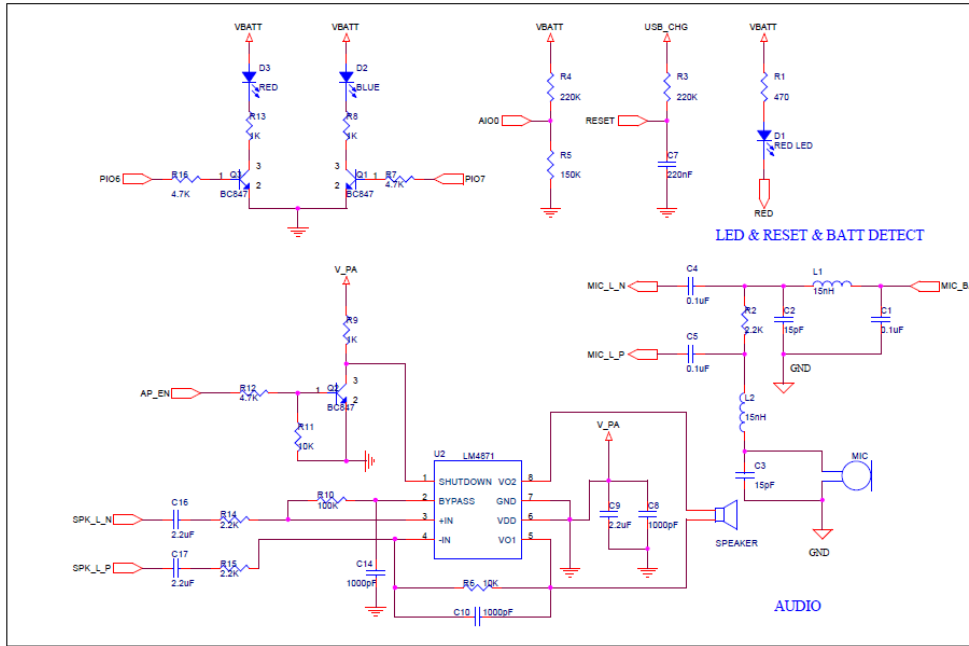 VBATT
VBATT
VBATT
USB_CHG
VBATT
D3
RED
D2
BLUE
R4
220K
R3
220K
R1
470
R13
1K
R8
1K
AIO0
RESET
D1
RED LED
PIO6
R16
4.7K
1
3
2
BC847
3
2
Q1
BC847
1
R7
4.7K
PIO7
R5
150K
C7
220nF
RED
LED & RESET & BATT DETECT
V_PA
R9
1K
MIC_L_N
C4
0.1uF
L1
15nH
R2
2.2K
C2
15pF
C1
0.1uF
MIC_L_P
C5
0.1uF
GND
AP_EN
R12
4.7K
1
3
2
BC847
R11
10K
L2
15nH
V_PA
U2
LM4871
1
SHUTDOWN
VO2
8
2
BYPASS
GND
7
3
+IN
VDD
6
4
-IN
VO1
5
R10
100K
SPK_L_N
C16
2.2uF
R14
2.2K
SPK_L_P
C17
2.2uF
R15
2.2K
C14
1000pF
C9
2.2uF
C8
1000pF
SPEAKER
C3
15pF
MIC
GND
R6
10K
C10
1000pF
AUDIO